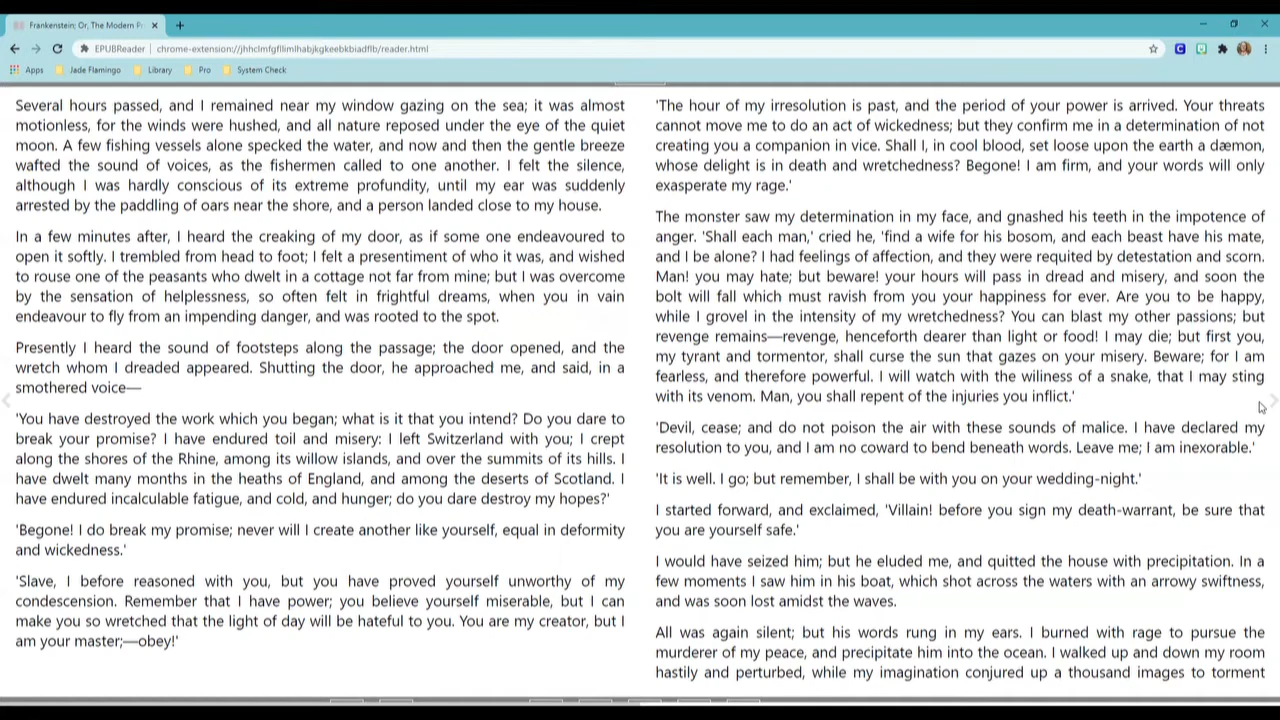 Frankenstein; Or, The Modern Pr
EPUBReader
chrome-extension://jhhclmfgfllimlhabjkgkeebkbiadflb/reader.html
Apps
Jade Flamingo
Library
Pro
System Check
Several hours passed, and I remained near my window gazing on the sea; it was almost
motionless, for the winds were hushed, and all nature reposed under the eye of the quiet
moon. A few fishing vessels alone specked the water, and now and then the gentle breeze
wafted the sound of voices, as the fishermen called to one another. I felt the silence,
although I was hardly conscious of its extreme profundity, until my ear was suddenly
arrested by the paddling of oars near the shore, and a person landed close to my house.
In a few minutes after, I heard the creaking of my door, as if some one endeavoured to
open it softly. I trembled from head to foot; I felt a presentiment of who it was, and wished
to rouse one of the peasants who dwelt in a cottage not far from mine; but I was overcome
by the sensation of helplessness, so often felt in frightful dreams, when you in vain
endeavour to fly from an impending danger, and was rooted to the spot.
Presently I heard the sound of footsteps along the passage; the door opened, and the
wretch whom I dreaded appeared. Shutting the door, he approached me, and said, in a
smothered voice—
'You have destroyed the work which you began; what is it that you intend? Do you dare to
break your promise? I have endured toil and misery: I left Switzerland with you; I crept
along the shores of the Rhine, among its willow islands, and over the summits of its hills. I
have dwelt many months in the heaths of England, and among the deserts of Scotland. I
have endured incalculable fatigue, and cold, and hunger; do you dare destroy my hopes?'
'Begone! I do break my promise; never will I create another like yourself, equal in deformity
and wickedness.'
'Slave, I before reasoned with you, but you have proved yourself unworthy of my
condescension. Remember that I have power; you believe yourself miserable, but I can
make you so wretched that the light of day will be hateful to you. You are my creator, but I
am your master;—obey!'
'The hour of my irresolution is past, and the period of your power is arrived. Your threats
cannot move me to do an act of wickedness; but they confirm me in a determination of not
creating you a companion in vice. Shall I, in cool blood, set loose upon the earth a dæmon,
whose delight is in death and wretchedness? Begone! I am firm, and your words will only
exasperate my rage.'
The monster saw my determination in my face, and gnashed his teeth in the impotence of
anger. 'Shall each man,' cried he, 'find a wife for his bosom, and each beast have his mate,
and I be alone? I had feelings of affection, and they were requited by detestation and scorn.
Man! you may hate; but beware! your hours will pass in dread and misery, and soon the
bolt will fall which must ravish from you your happiness for ever. Are you to be happy,
while I grovel in the intensity of my wretchedness? You can blast my other passions; but
revenge remains—revenge, henceforth dearer than light or food! I may die; but first you,
my tyrant and tormentor, shall curse the sun that gazes on your misery. Beware; for I am
fearless, and therefore powerful. I will watch with the wiliness of a snake, that I may sting
with its venom. Man, you shall repent of the injuries you inflict.'
'Devil, cease; and do not poison the air with these sounds of malice. I have declared my
resolution to you, and I am no coward to bend beneath words. Leave me; I am inexorable.'
'It is well. I go; but remember, I shall be with you on your wedding-night.'
I started forward, and exclaimed, 'Villain! before you sign my death-warrant, be sure that
you are yourself safe.'
I would have seized him; but he eluded me, and quitted the house with precipitation. In a
few moments I saw him in his boat, which shot across the waters with an arrowy swiftness,
and was soon lost amidst the waves.
All was again silent; but his words rung in my ears. I burned with rage to pursue the
murderer of my peace, and precipitate him into the ocean. I walked up and down my room
hastily and perturbed, while my imagination conjured up a thousand images to torment